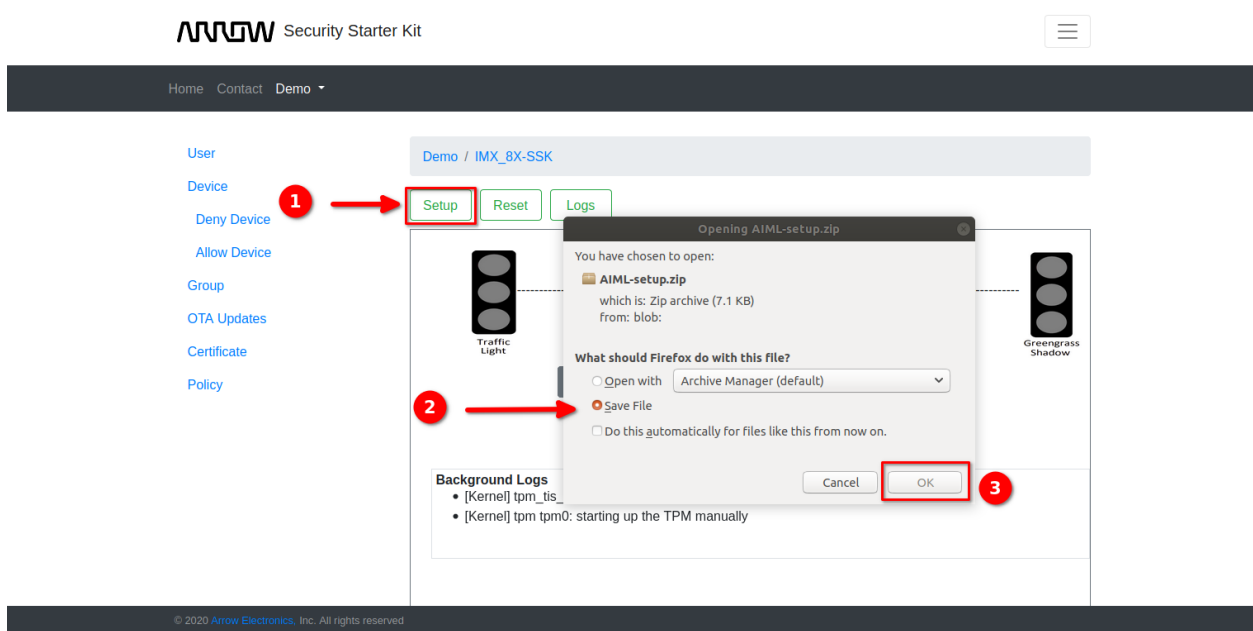 ARROW Security Starter Kit
Home Contact Demo
User
Device
Deny Device
Allow Device
Group
OTA Updates
Certificate
Policy
Demo / IMX_8X-SSK
1
Setup Reset Logs
Opening AIML-setup.zip
You have chosen to open:
AIML-setup.zip
which is: Zip archive (7.1 KB)
from: blob:
What should Firefox do with this file?
Open with Archive Manager (default)
2
Save File
Do this automatically for files like this from now on.
Cancel OK
3
Traffic
Light
Greengrass
Shadow
Background Logs
[Kernel] tpm_tis_
[Kernel] tpm tpm0: starting up the TPM manually
© 2020 Arrow Electronics, Inc. All rights reserved